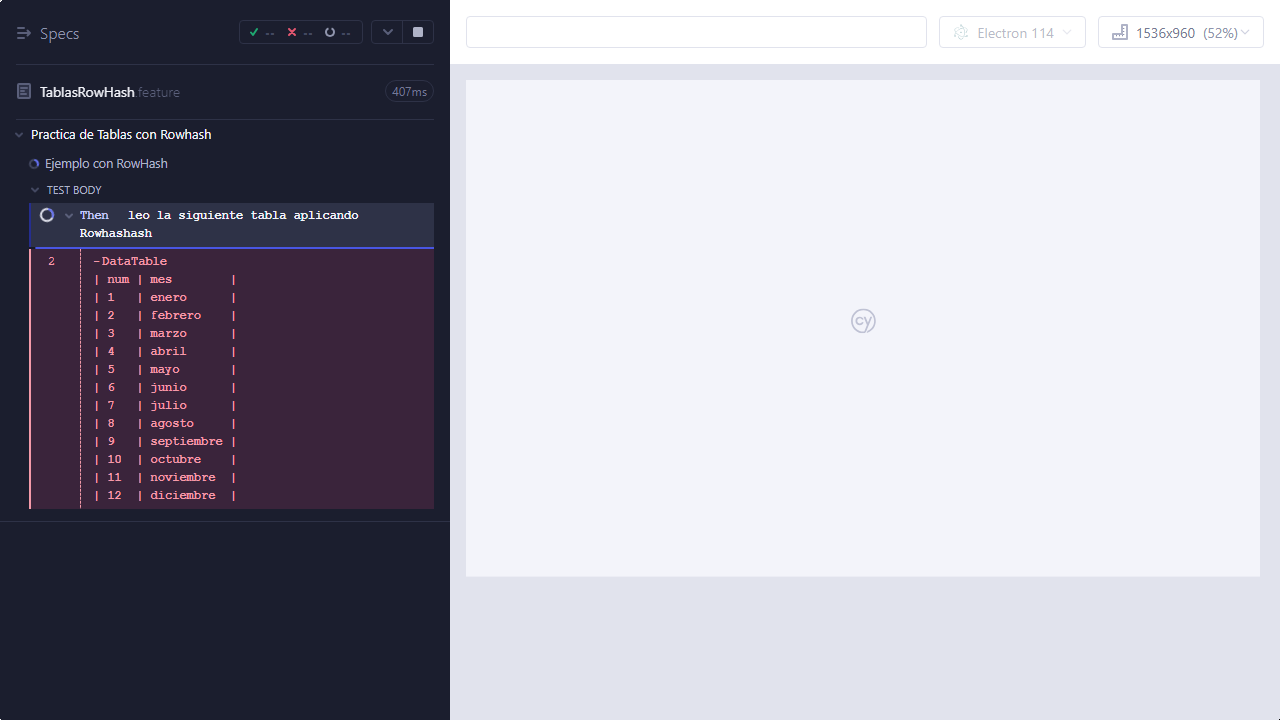 Specs
-- -- --
TablasRowHash.feature 407ms
Practica de Tablas con Rowhash
Ejemplo con RowHash
TEST BODY
Then leo la siguiente tabla aplicando
Rowhashash
2 -DataTable
| num | mes |
| 1 | enero |
| 2 | febrero |
| 3 | marzo |
| 4 | abril |
| 5 | mayo |
| 6 | junio |
| 7 | julio |
| 8 | agosto |
| 9 | septiembre |
| 10 | octubre |
| 11 | noviembre |
| 12 | diciembre |
Electron 114
1536x960 (52%)
cy